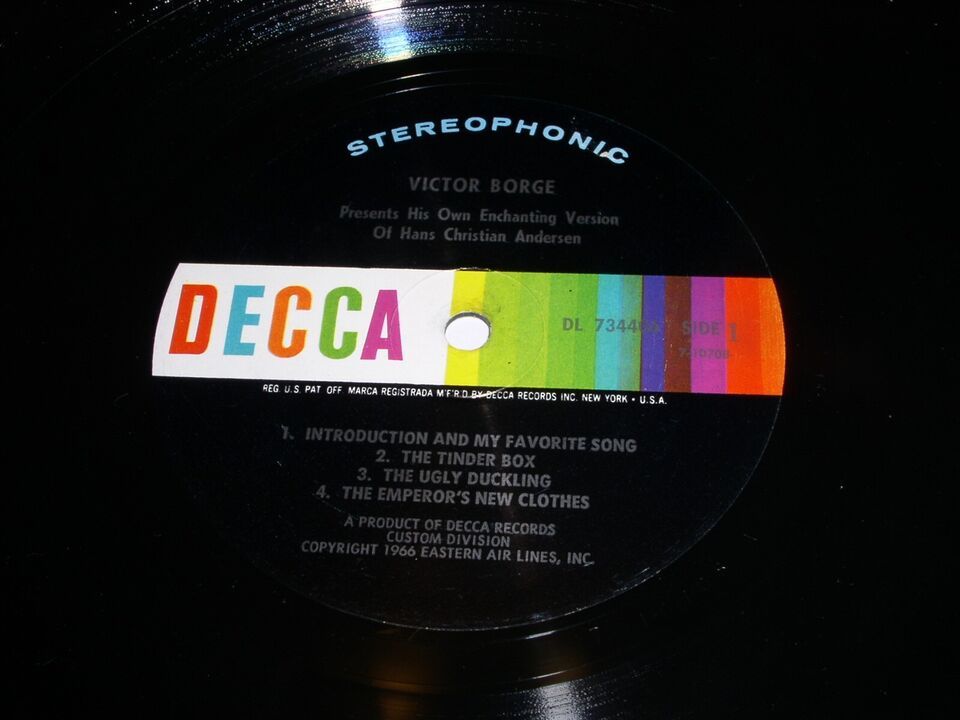 STEREOPHONIC
VICTOR BORGE
Presents His Own Enchanting Version
Of Hans Christian Andersen
DECCA
DL SIDE 1
REG. U.S. PAT. OFF. MARCA REGISTRADA M'F'R'D BY DECCA RECORDS INC. NEW YORK • U.S.A.
1. INTRODUCTION AND MY FAVORITE SONG
2. THE TINDER BOX
3. THE UGLY DUCKLING
4. THE EMPEROR'S NEW CLOTHES
A PRODUCT OF DECCA RECORDS
CUSTOM DIVISION
COPYRIGHT 1966 EASTERN AIR LINES, INC.